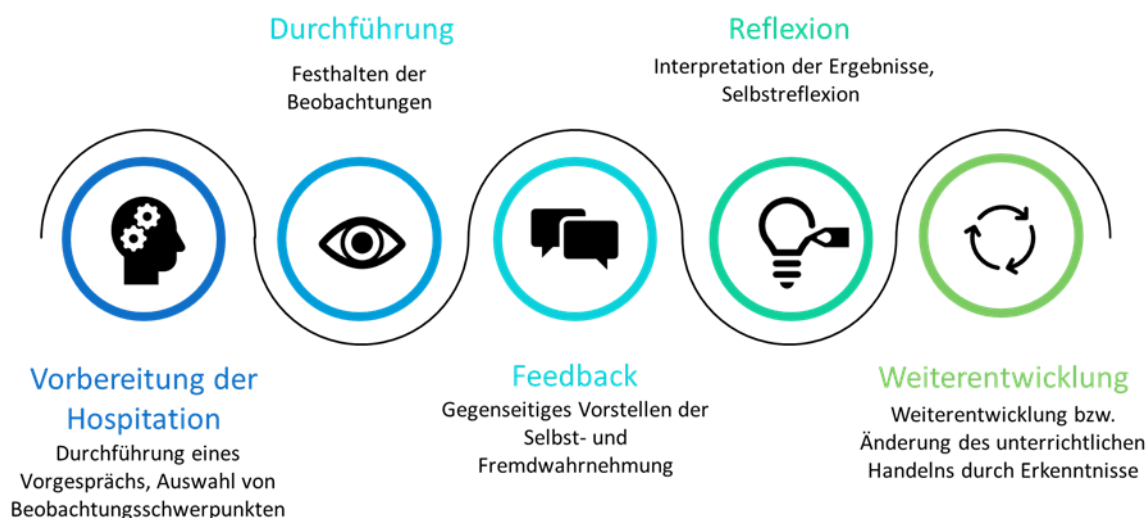 Vorbereitung der
Hospitation
Durchführung eines
Vorgesprächs, Auswahl von
Beobachtungsschwerpunkten
Durchführung
Festhalten der
Beobachtungen
Feedback
Gegenseitiges Vorstellen der
Selbst- und
Fremdwahrnehmung
Reflexion
Interpretation der Ergebnisse,
Selbstreflexion
Weiterentwicklung
Weiterentwicklung bzw.
Änderung des unterrichtlichen
Handelns durch Erkenntnisse